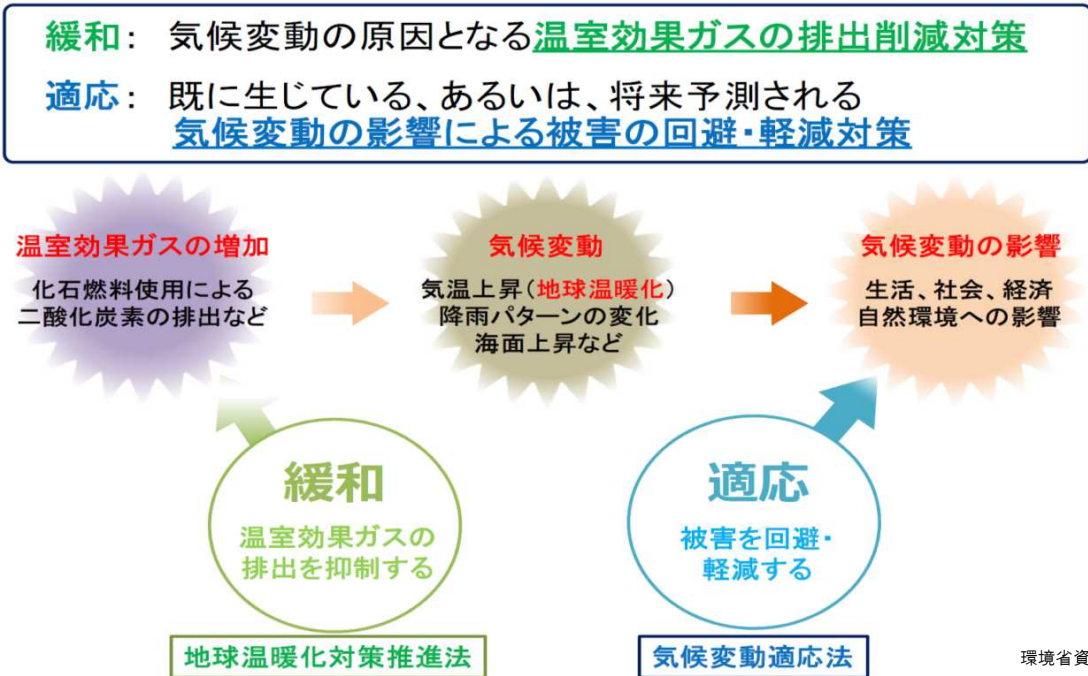 緩和： 気候変動の原因となる温室効果ガスの排出削減対策
適応： 既に生じている、あるいは、将来予測される
気候変動の影響による被害の回避・軽減対策
温室効果ガスの増加
化石燃料使用による
二酸化炭素の排出など
気候変動
気温上昇（地球温暖化）
降雨パターンの変化
海面上昇など
気候変動の影響
生活、社会、経済
自然環境への影響
緩和
温室効果ガスの
排出を抑制する
適応
被害を回避・
軽減する
地球温暖化対策推進法
気候変動適応法
環境省資